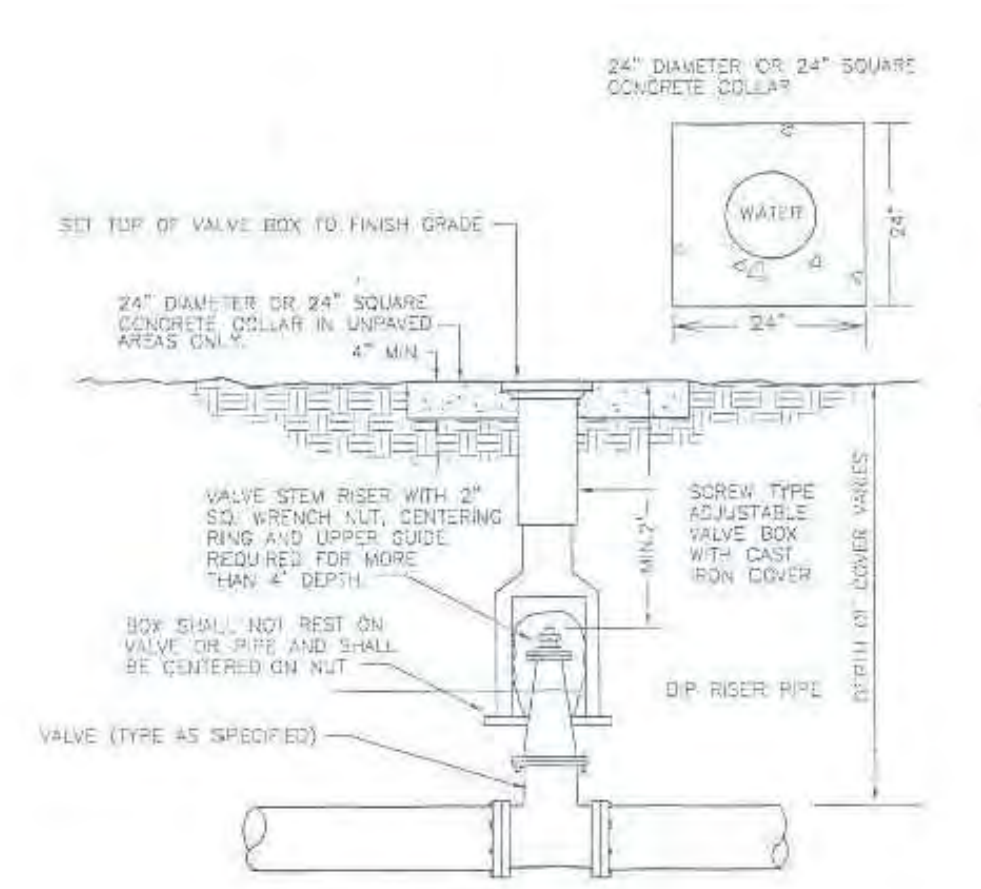 24" DIAMETER OR 24" SQUARE
CONCRETE COLLAR
WATER
24"
24"
SET TOP OF VALVE BOX TO FINISH GRADE
24" DIAMETER OR 24" SQUARE
CONCRETE COLLAR IN UNPAVED
AREAS ONLY.
4" MIN
VALVE STEM RISER WITH 2"
SQ. WRENCH NUT, CENTERING
RING AND UPPER GUIDE
REQUIRED FOR MORE
THAN 4' DEPTH.
MIN. 2'
SCREW TYPE
ADJUSTABLE
VALVE BOX
WITH CAST
IRON COVER
DEPTH OF COVER VARIES
BOX SHALL NOT REST ON
VALVE OR PIPE AND SHALL
BE CENTERED ON NUT
DIP RISER PIPE
VALVE (TYPE AS SPECIFIED)